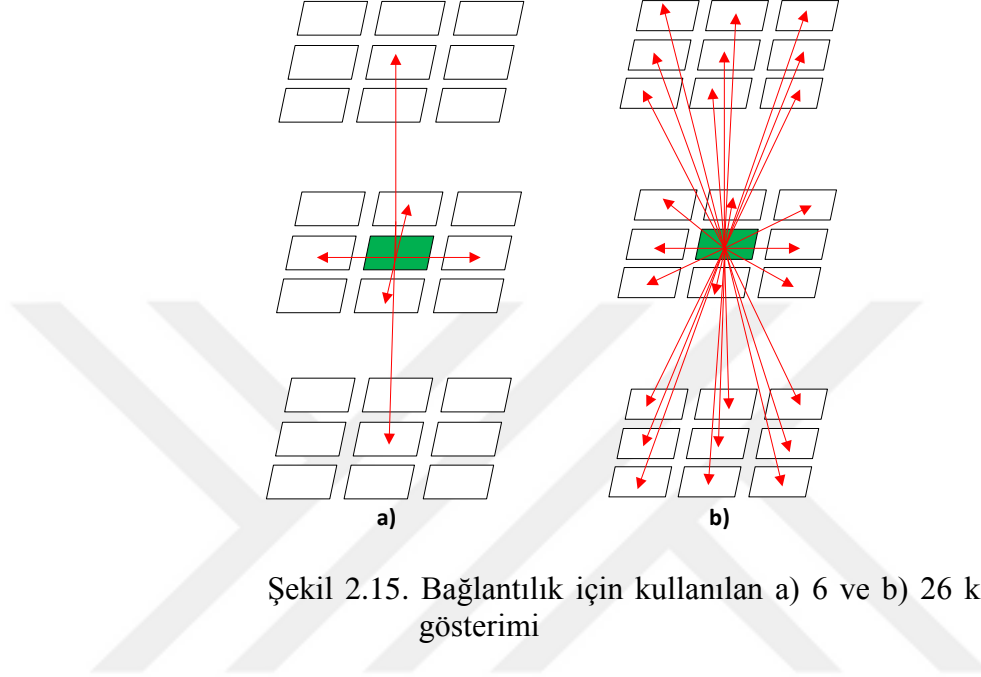 a)
b)
Şekil 2.15. Bağlantılık için kullanılan a) 6 ve b) 26 k
gösterimi